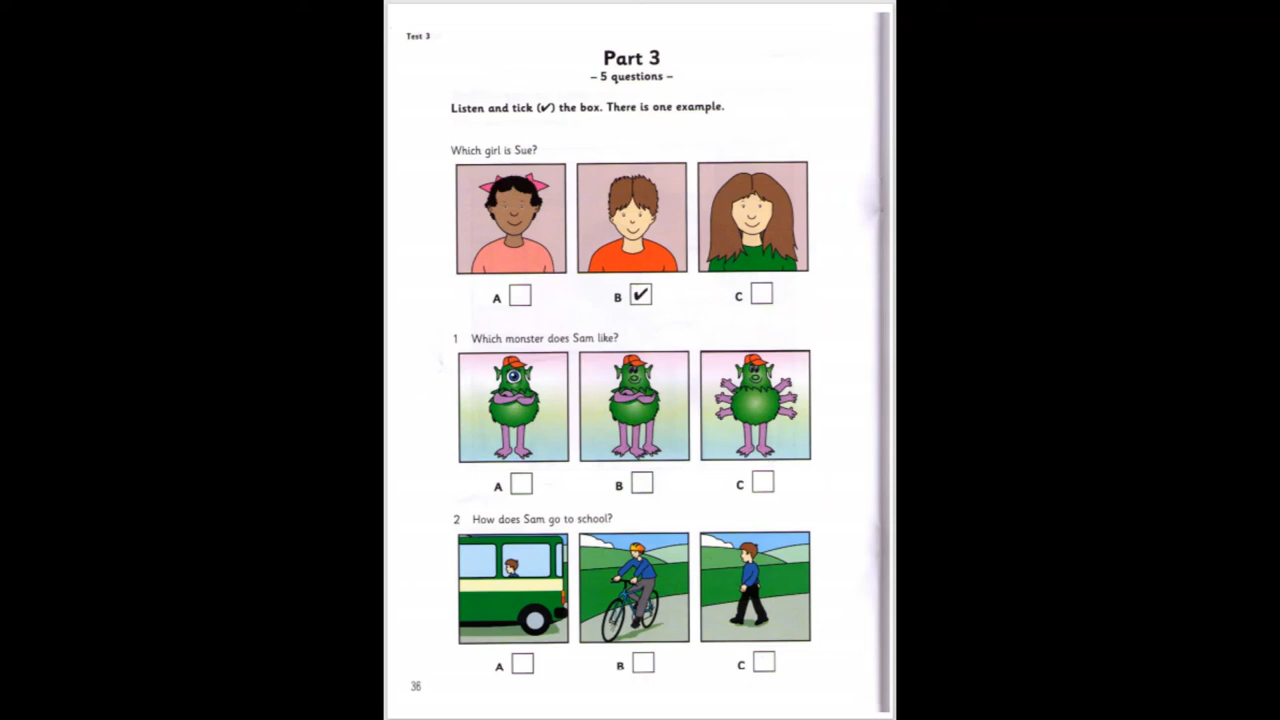 Test 3
Part 3
– 5 questions –
Listen and tick (✔) the box. There is one example.
Which girl is Sue?
A B ✔ C
1 Which monster does Sam like?
A B C
2 How does Sam go to school?
A B C
36